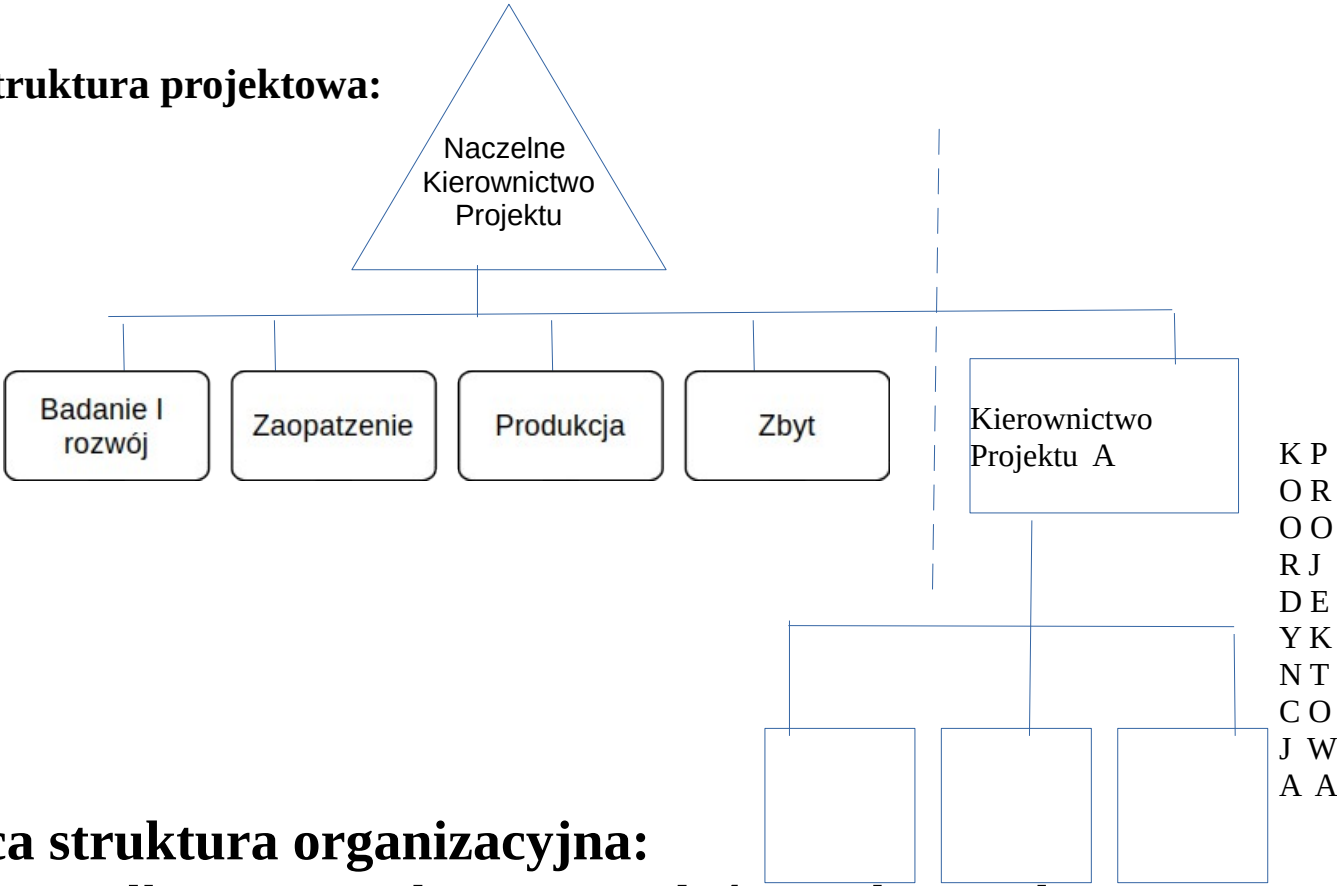 truktura projektowa:
Naczelne
Kierownictwo
Projektu
Badanie I
rozwój
Zaopatzenie
Produkcja
Zbyt
Kierownictwo
Projektu A
K P
O R
O O
R J
D E
Y K
N T
C O
J W
A A
ca struktura organizacyjna: